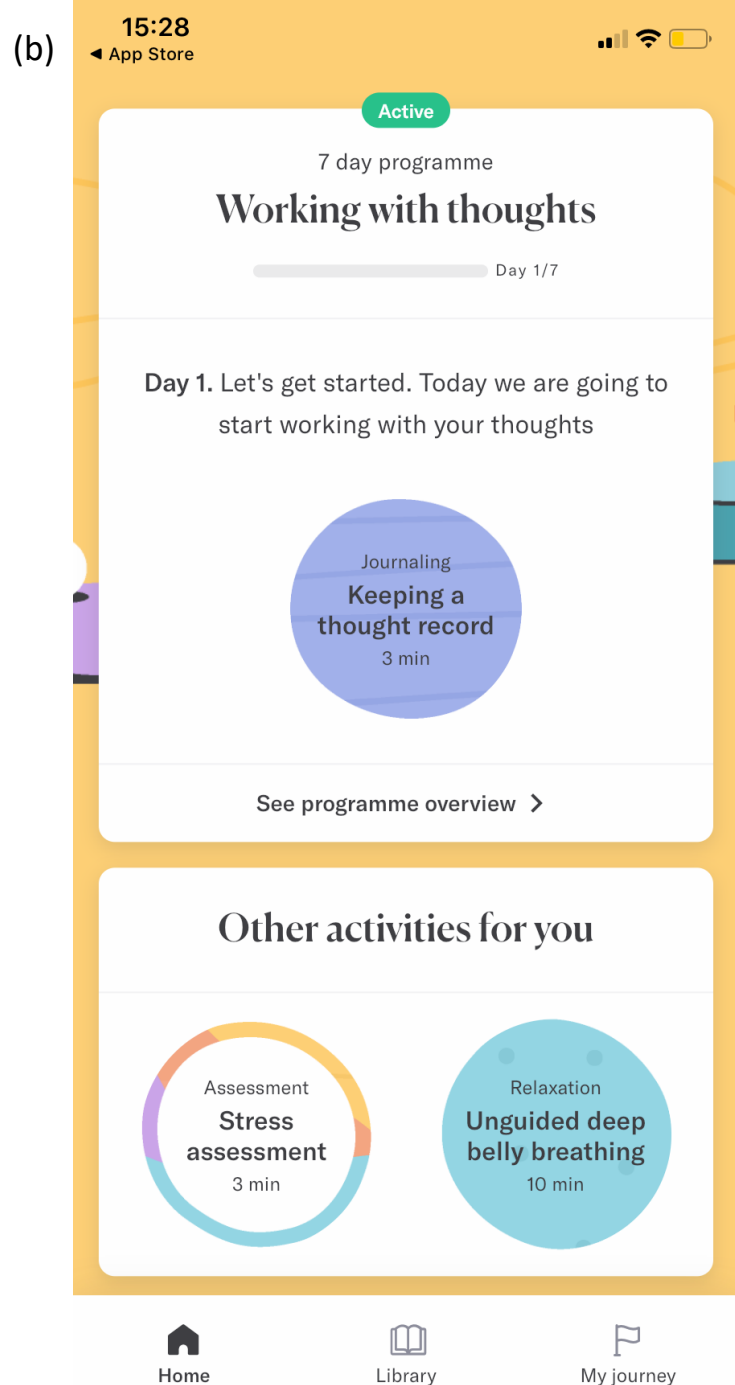 (b)
15:28
◀ App Store
Active
7 day programme
Working with thoughts
Day 1/7
Day 1. Let's get started. Today we are going to
start working with your thoughts
Journaling
Keeping a
thought record
3 min
See programme overview >
Other activities for you
Assessment
Stress
assessment
3 min
Relaxation
Unguided deep
belly breathing
10 min
Home
Library
My journey